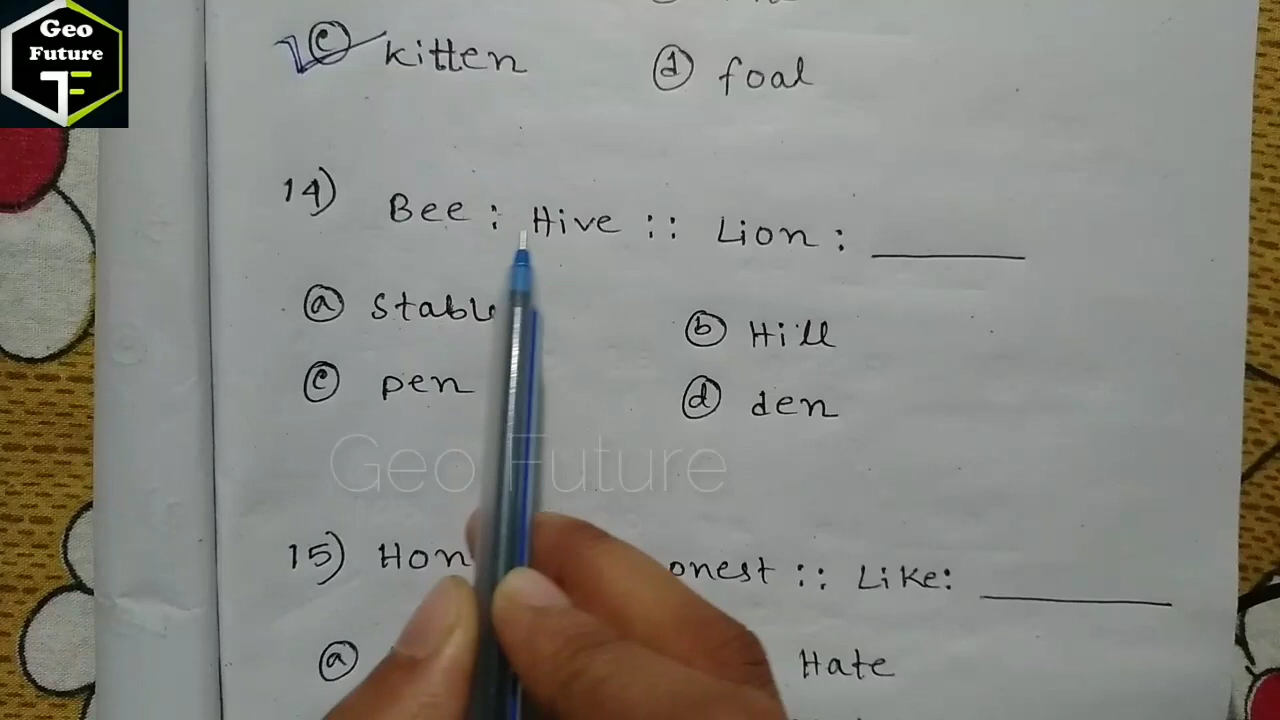 Geo
Future
c kitten d foal
14) Bee : Hive :: Lion : ______
a Stable b Hill
c pen d den
Geo Future
15) Hon onest :: Like: ______
a Hate